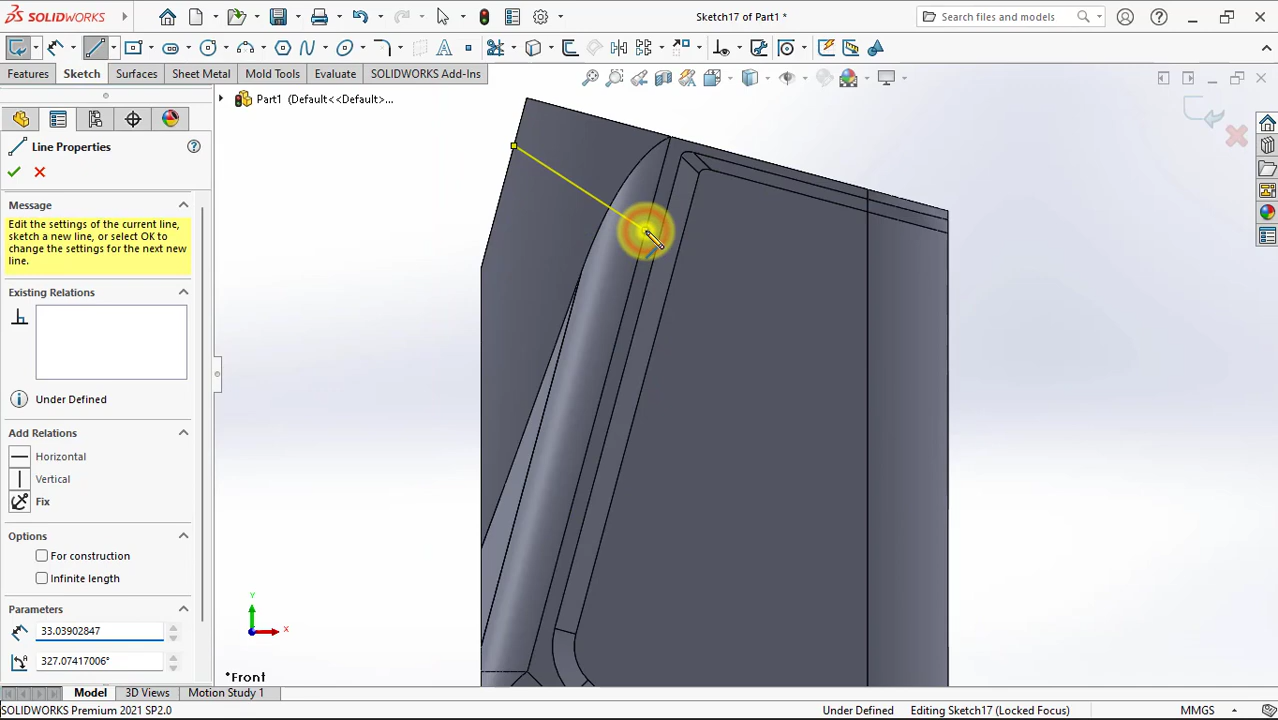 SOLIDWORKS
Sketch17 of Part1 *
Search files and models
Features
Sketch
Surfaces
Sheet Metal
Mold Tools
Evaluate
SOLIDWORKS Add-Ins
Part1 (Default<<Default>...
Line Properties
Message
Edit the settings of the current line,
sketch a new line, or select OK to
change the settings for the next new
line.
Existing Relations
Under Defined
Add Relations
Horizontal
Vertical
Fix
Options
For construction
Infinite length
Parameters
33.03902847
327.07417006°
Y
X
*Front
Model
3D Views
Motion Study 1
SOLIDWORKS Premium 2021 SP2.0
Under Defined
Editing Sketch17 (Locked Focus)
MMGS